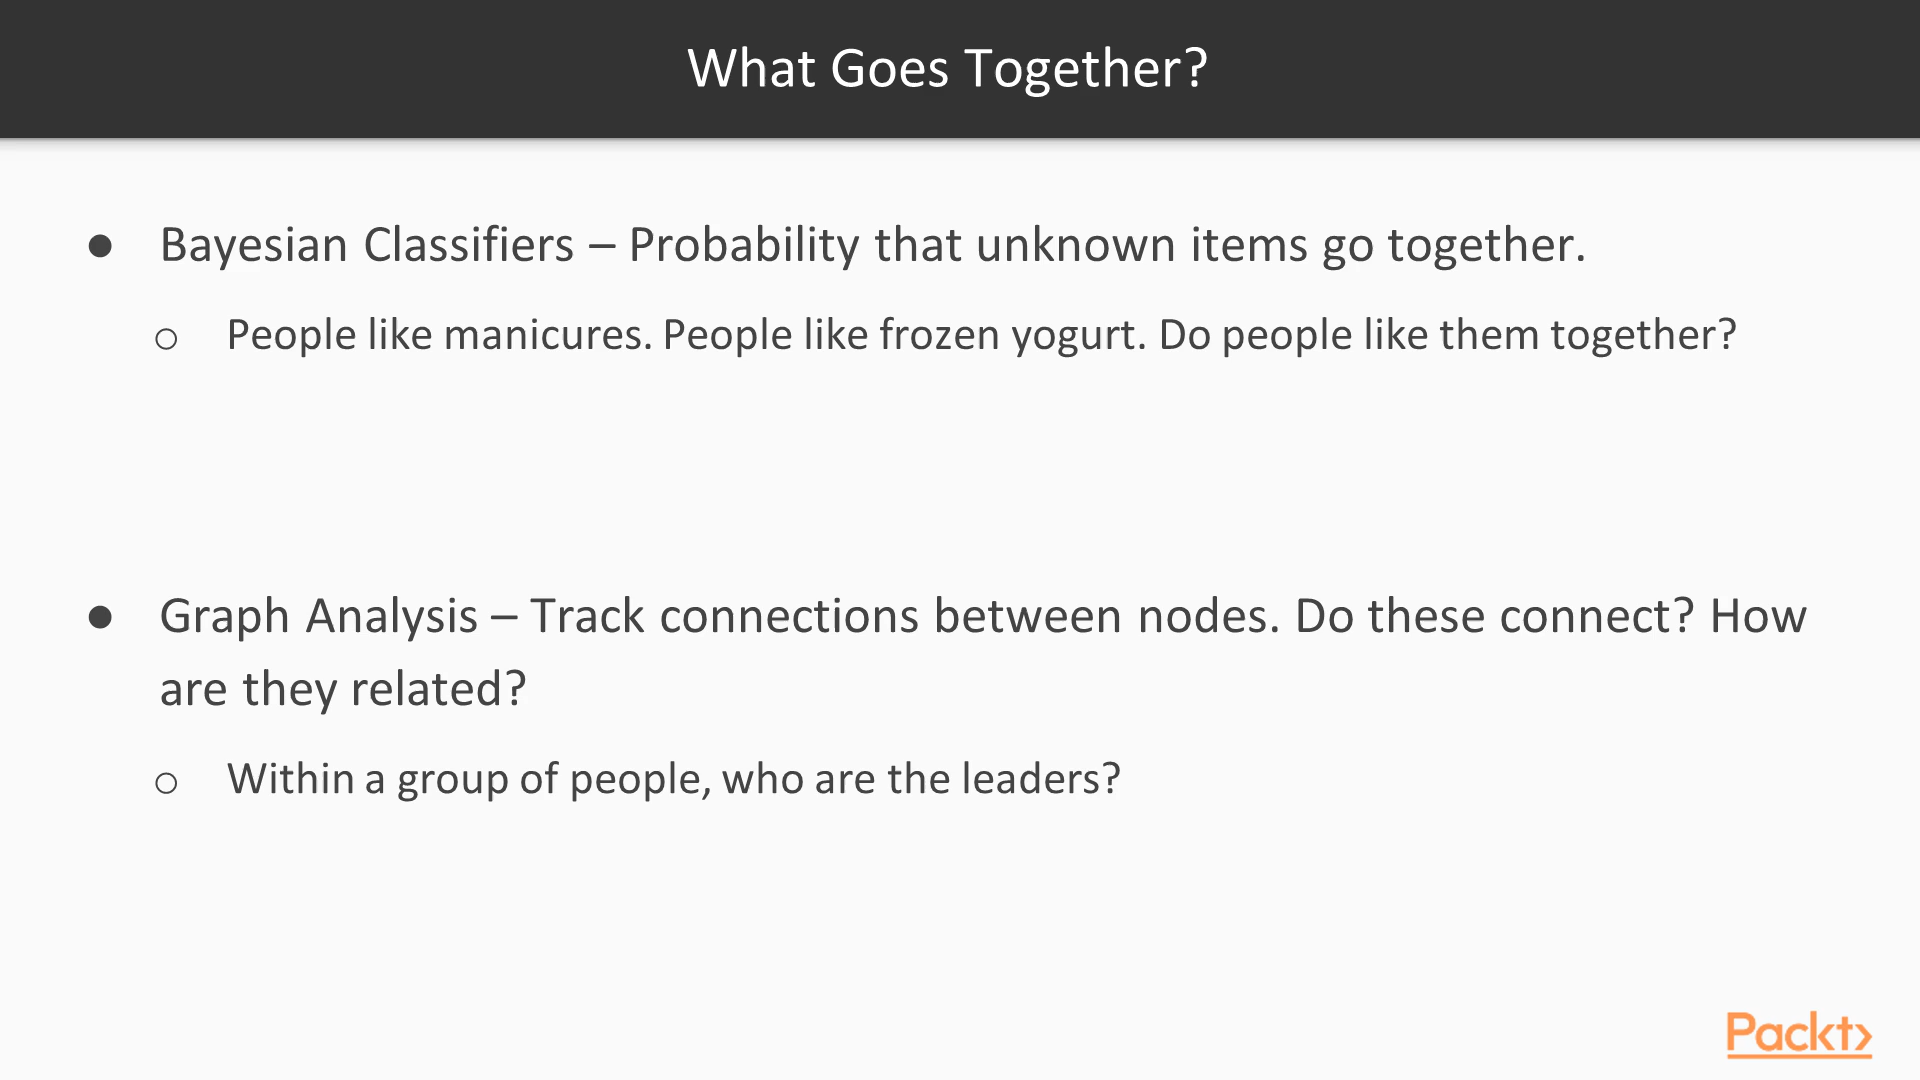 What Goes Together?
● Bayesian Classifiers – Probability that unknown items go together.
○ People like manicures. People like frozen yogurt. Do people like them together?
● Graph Analysis – Track connections between nodes. Do these connect? How
are they related?
○ Within a group of people, who are the leaders?
Packt>